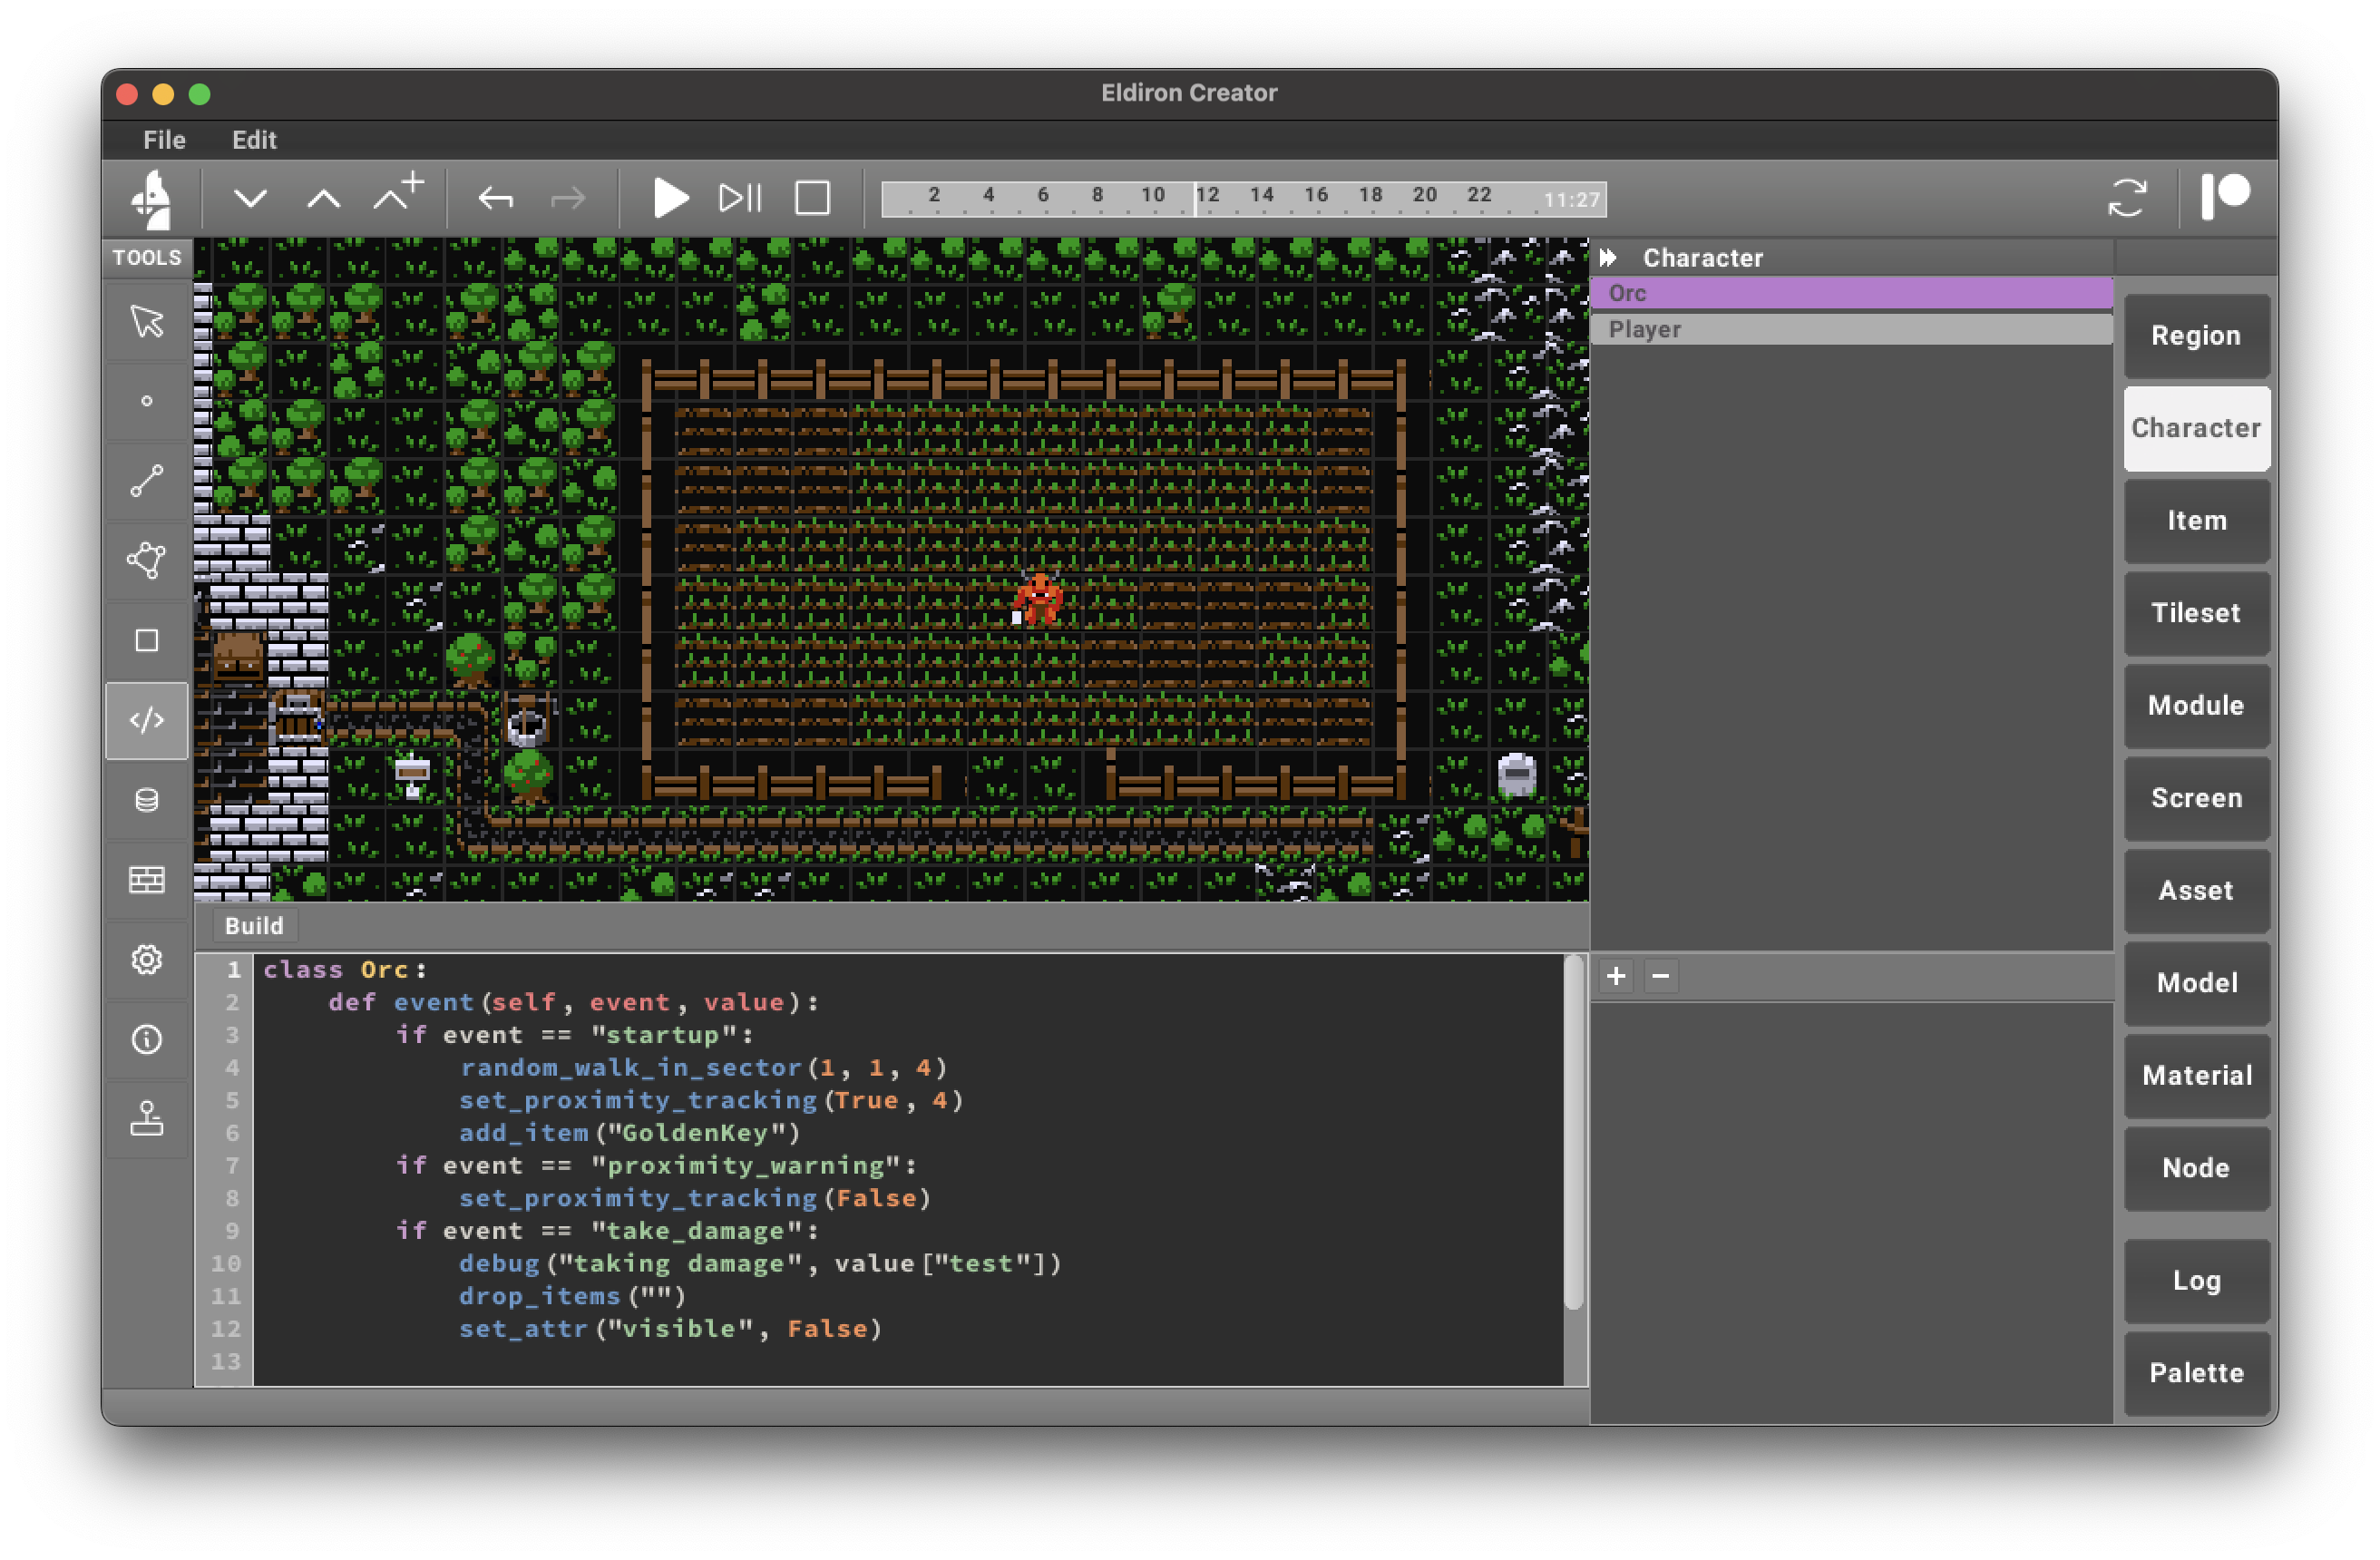 Eldiron Creator
File Edit
2 4 6 8 10 12 14 16 18 20 22 11:27
TOOLS
Character
Orc
Player
Region
Character
Item
Tileset
Module
Screen
Asset
Model
Material
Node
Log
Palette
Build
1 class Orc:
2     def event(self, event, value):
3         if event == "startup":
4             random_walk_in_sector(1, 1, 4)
5             set_proximity_tracking(True, 4)
6             add_item("GoldenKey")
7         if event == "proximity_warning":
8             set_proximity_tracking(False)
9         if event == "take_damage":
10             debug("taking damage", value["test"])
11             drop_items("")
12             set_attr("visible", False)
13